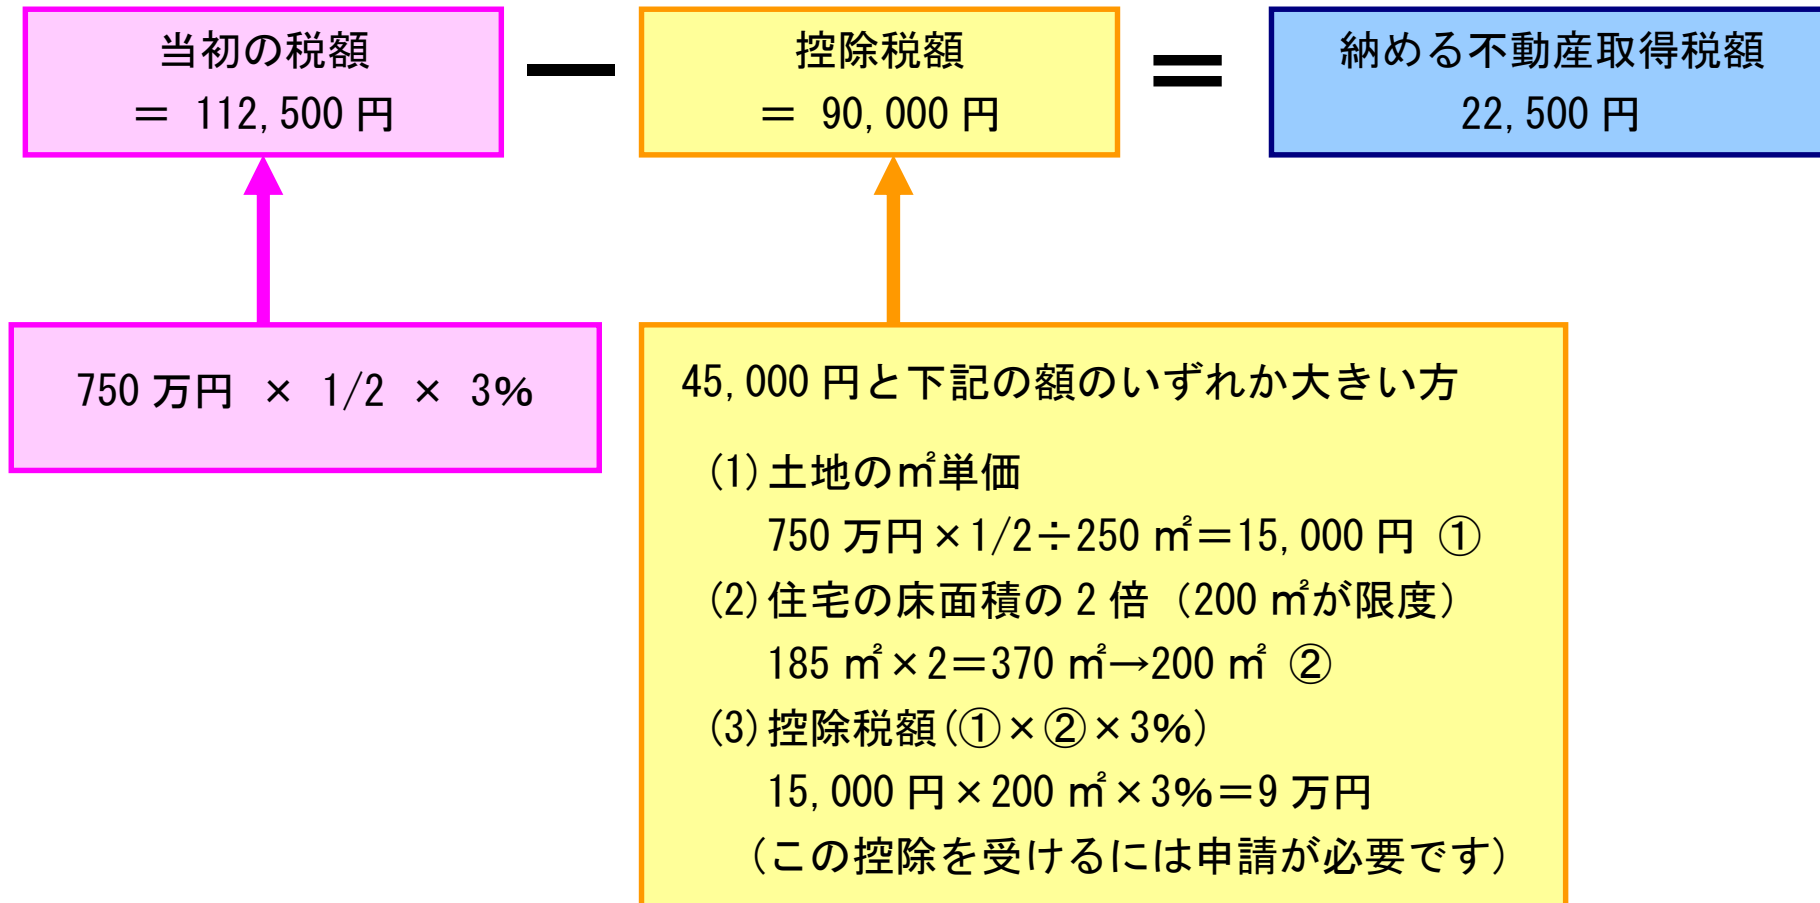 当初の税額
＝ 112,500 円
－
控除税額
＝ 90,000 円
＝
納める不動産取得税額
22,500 円
750 万円 × 1/2 × 3%
45,000 円と下記の額のいずれか大きい方
(1)土地の㎡単価
750 万円×1/2÷250 ㎡＝15,000 円 ①
(2)住宅の床面積の 2 倍（200 ㎡が限度）
185 ㎡×2＝370 ㎡→200 ㎡ ②
(3)控除税額(①×②×3%)
15,000 円×200 ㎡×3%＝9 万円
（この控除を受けるには申請が必要です）